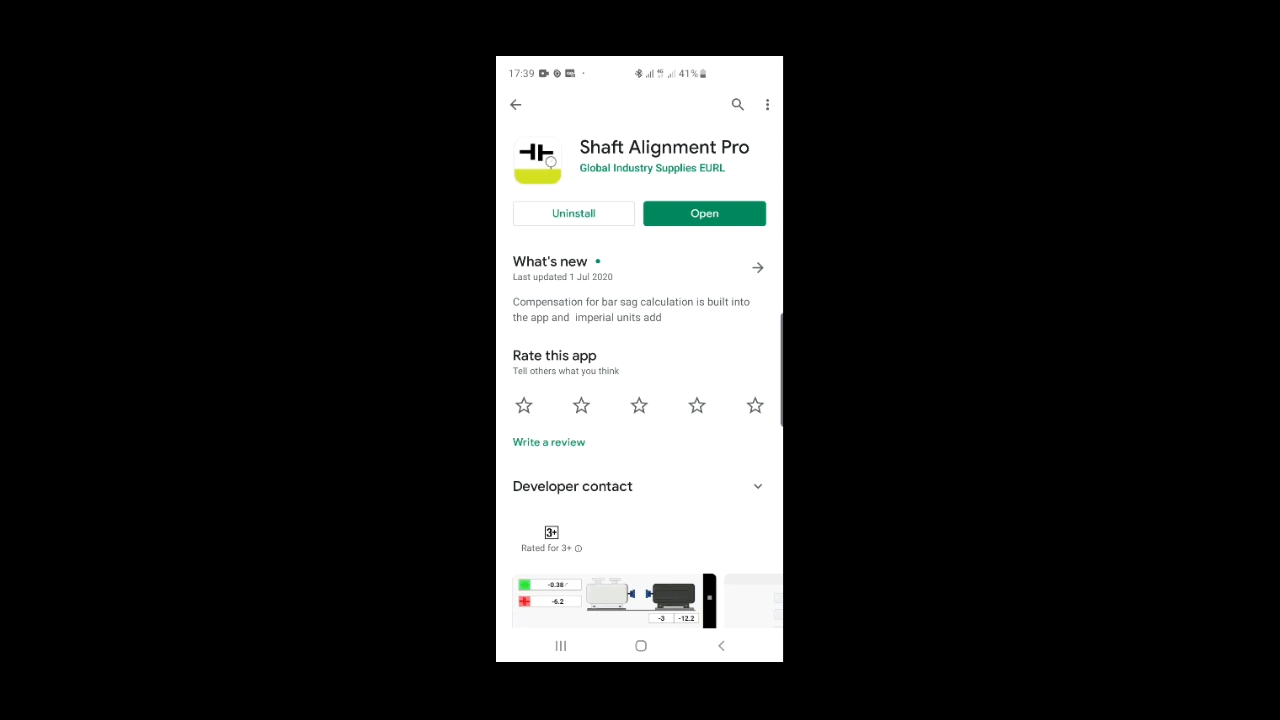 17:39 41%
Shaft Alignment Pro
Global Industry Supplies EURL
Uninstall Open
What's new
Last updated 1 Jul 2020
Compensation for bar sag calculation is built into
the app and imperial units add
Rate this app
Tell others what you think
Write a review
Developer contact
3+
Rated for 3+
-0.38
-6.2
-3 -12.2